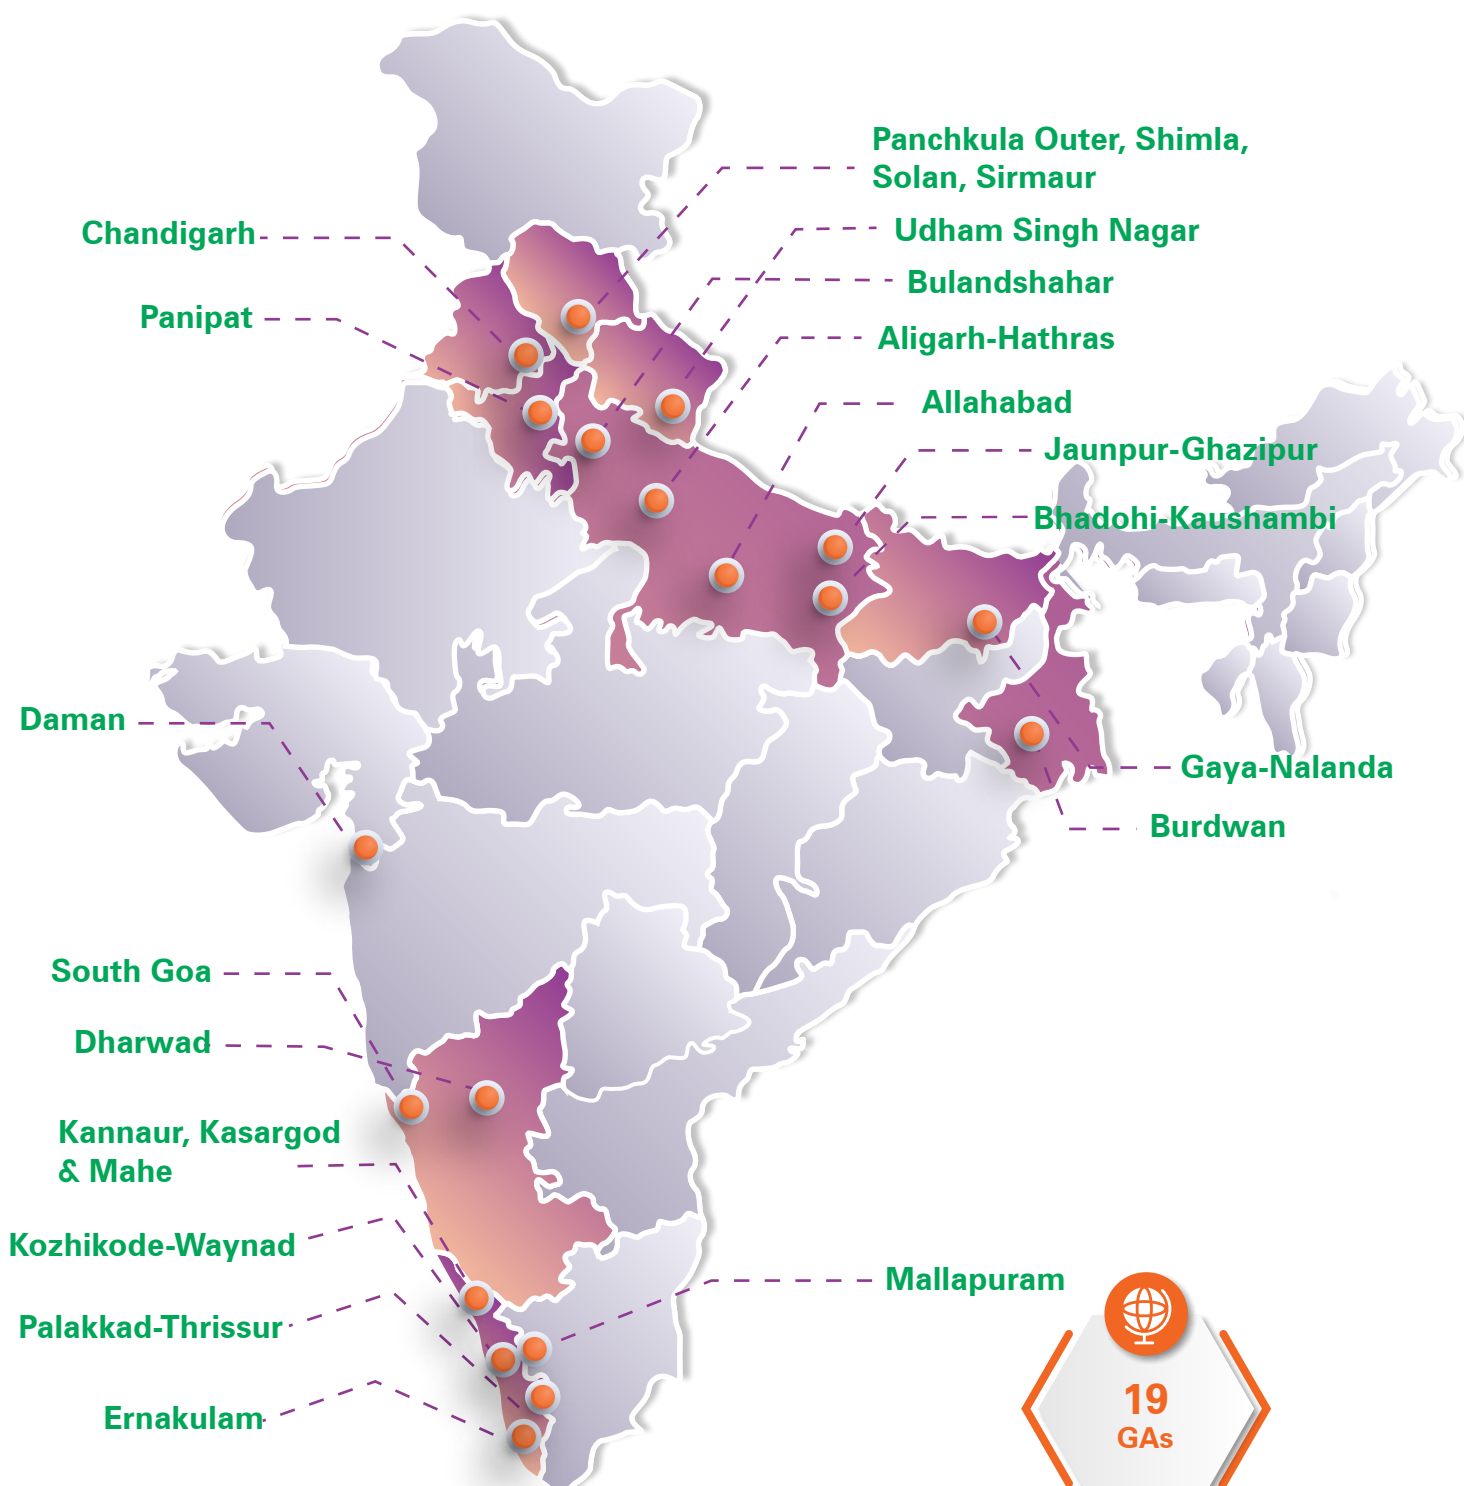 Panchkula Outer, Shimla,
Solan, Sirmaur
Chandigarh
Udham Singh Nagar
Bulandshahar
Panipat
Aligarh-Hathras
Allahabad
Jaunpur-Ghazipur
Bhadohi-Kaushambi
Daman
Gaya-Nalanda
Burdwan
South Goa
Dharwad
Kannaur, Kasargod
& Mahe
Kozhikode-Waynad
Mallapuram
Palakkad-Thrissur
Ernakulam
19
GAs